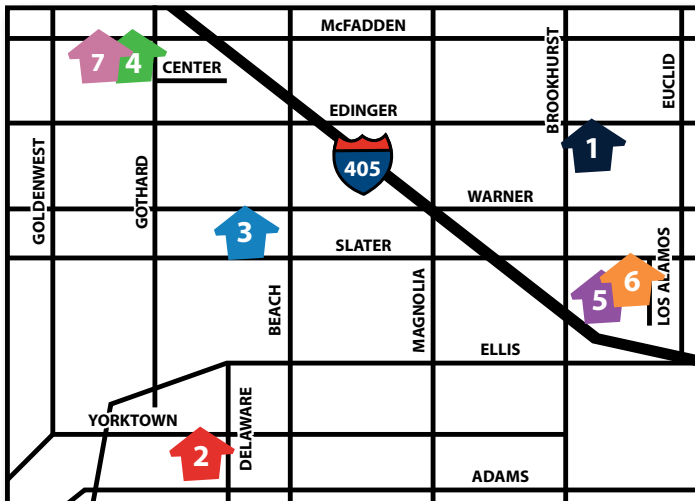 McFADDEN
7
4
CENTER
EDINGER
BROOKHURST
EUCLID
1
405
GOLDENWEST
GOTHARD
WARNER
3
SLATER
BEACH
MAGNOLIA
5
6
LOS ALAMOS
ELLIS
YORKTOWN
DELAWARE
2
ADAMS